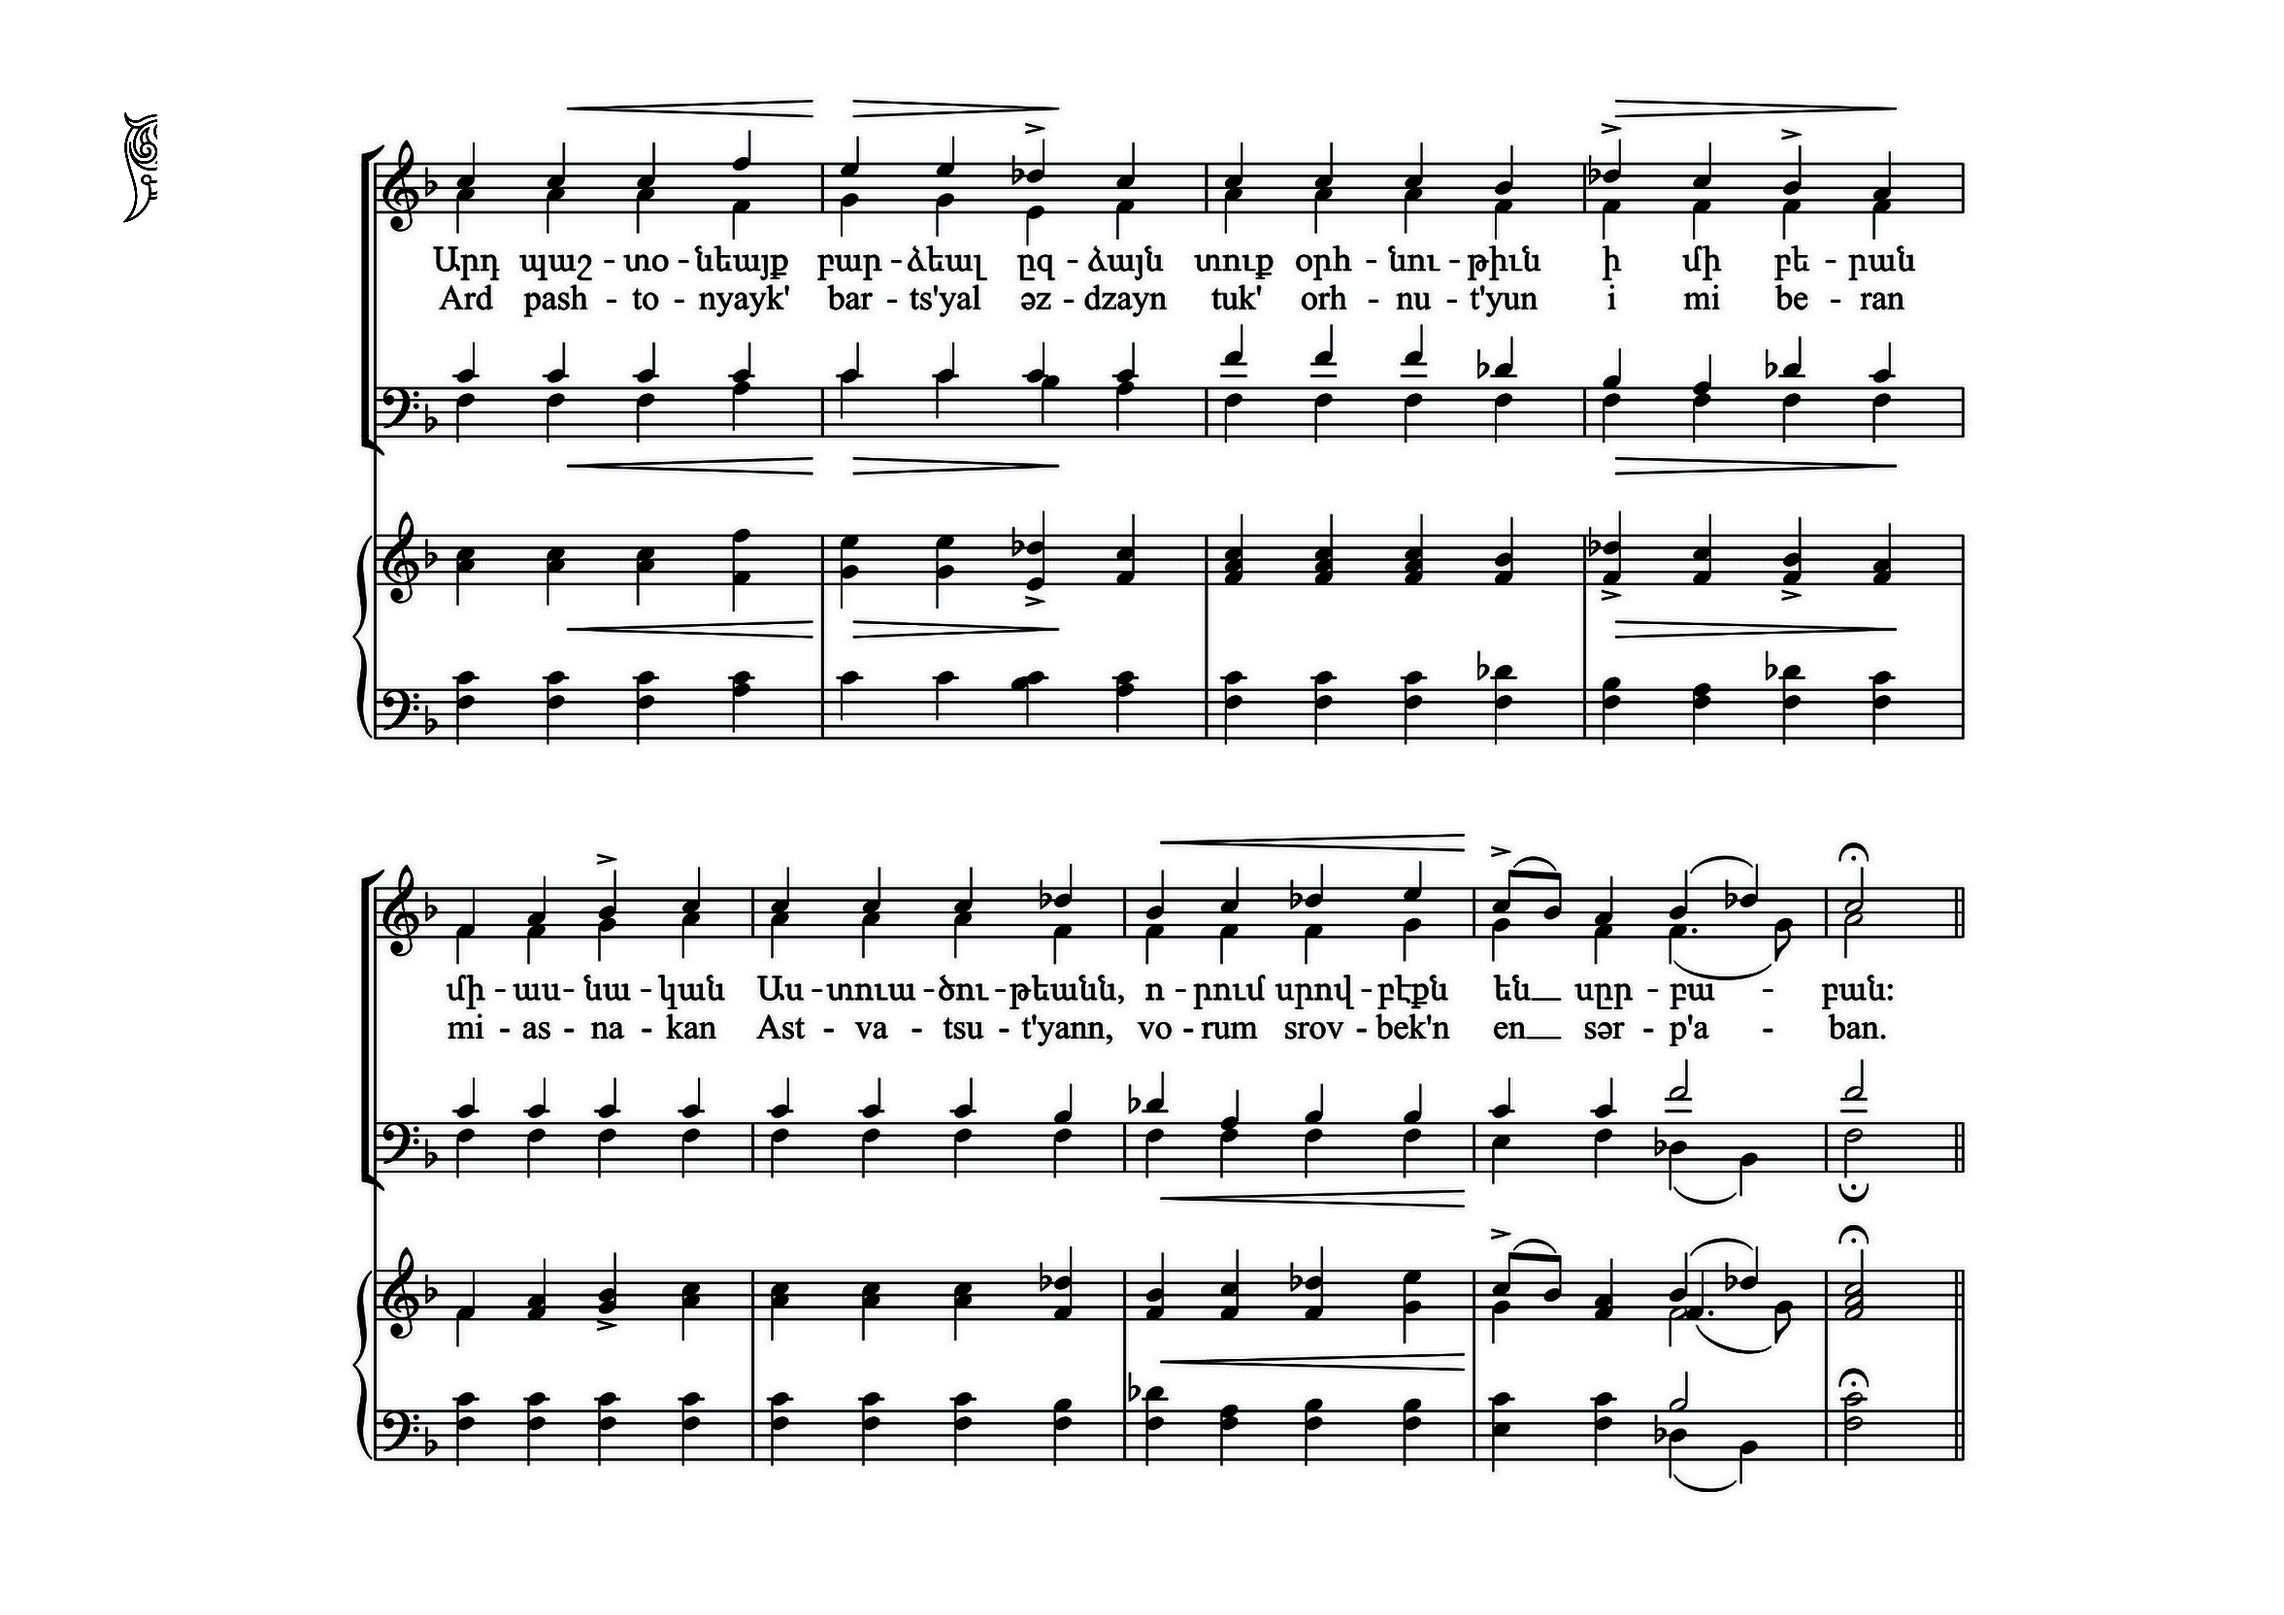 Արդ պաշ - տօ - նեայք բար - ձեալ ըզ - ձայն տուք օրհ - նու - թիւն ի մի բե - րան
Ard pash - to - nyayk' bar - ts'yal əz - dzayn tuk' orh - nu - t'yun i mi be - ran
մի - աս - նա - կան Աս - տուա - ծու - թեանն, ո - րում սրով - բէքն են սըր - բա - բան։
mi - as - na - kan Ast - va - tsu - t'yann, vo - rum srov - bek'n en sər - p'a - ban.